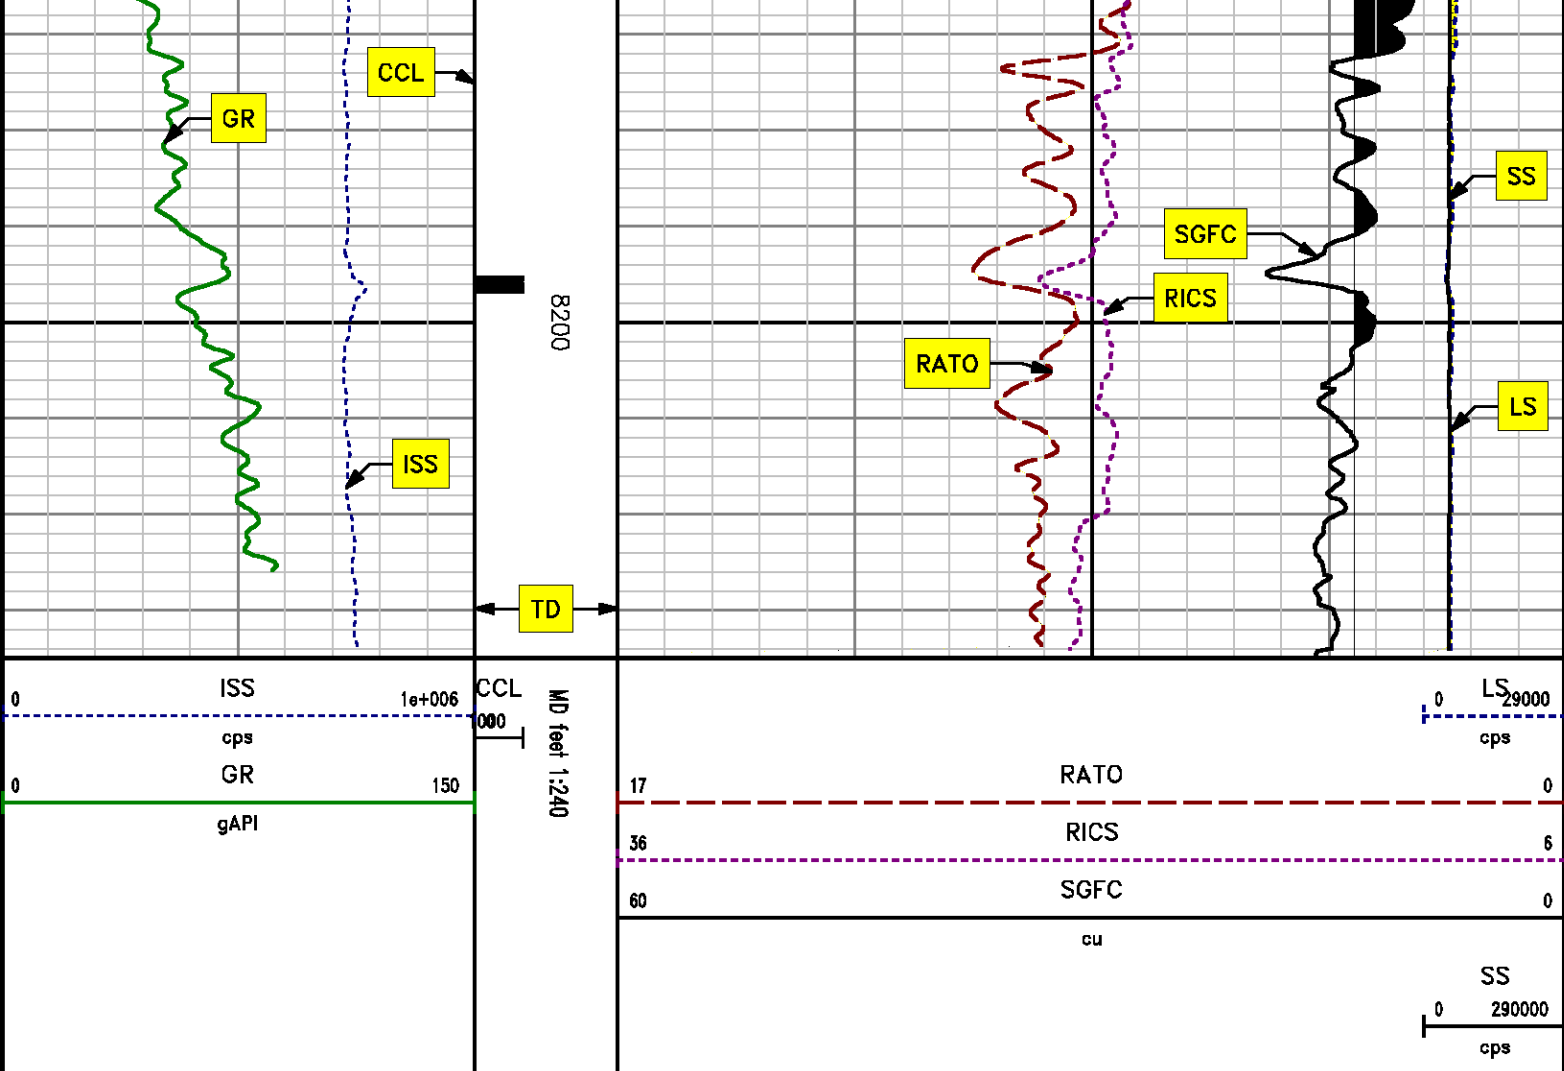 CCL
GR
SS
SGFC
RICS
8200
RATO
LS
ISS
TD
ISS
0 1e+006
cps
GR
0 150
gAPI
CCL
000
MD feet 1:240
LS
0 29000
cps
RATO
17 0
RICS
36 6
SGFC
60 0
cu
SS
0 290000
cps